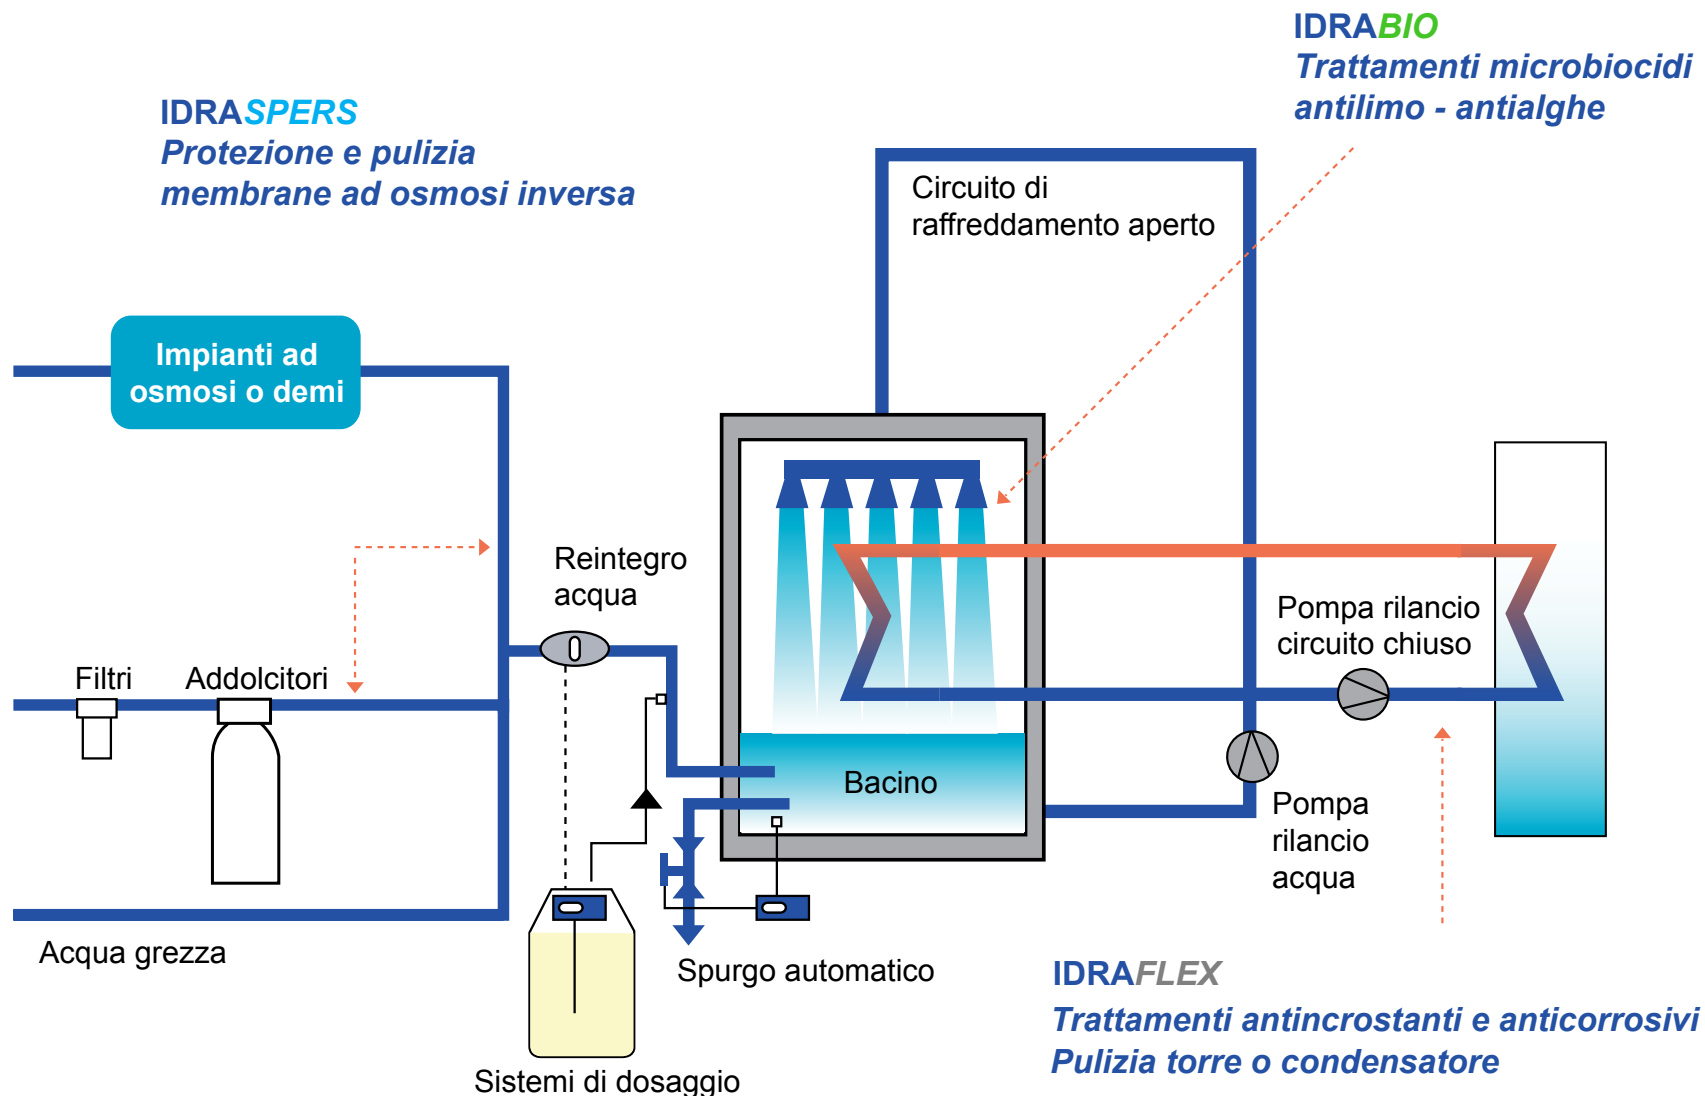 IDRABIO
Trattamenti microbiocidi
antilimo - antialghe
IDRASPERS
Protezione e pulizia
membrane ad osmosi inversa
Circuito di
raffreddamento aperto
Impianti ad
osmosi o demi
Reintegro
acqua
Pompa rilancio
circuito chiuso
Filtri
Addolcitori
Bacino
Pompa
rilancio
acqua
Acqua grezza
Spurgo automatico
IDRAFLEX
Trattamenti antincrostanti e anticorrosivi
Pulizia torre o condensatore
Sistemi di dosaggio